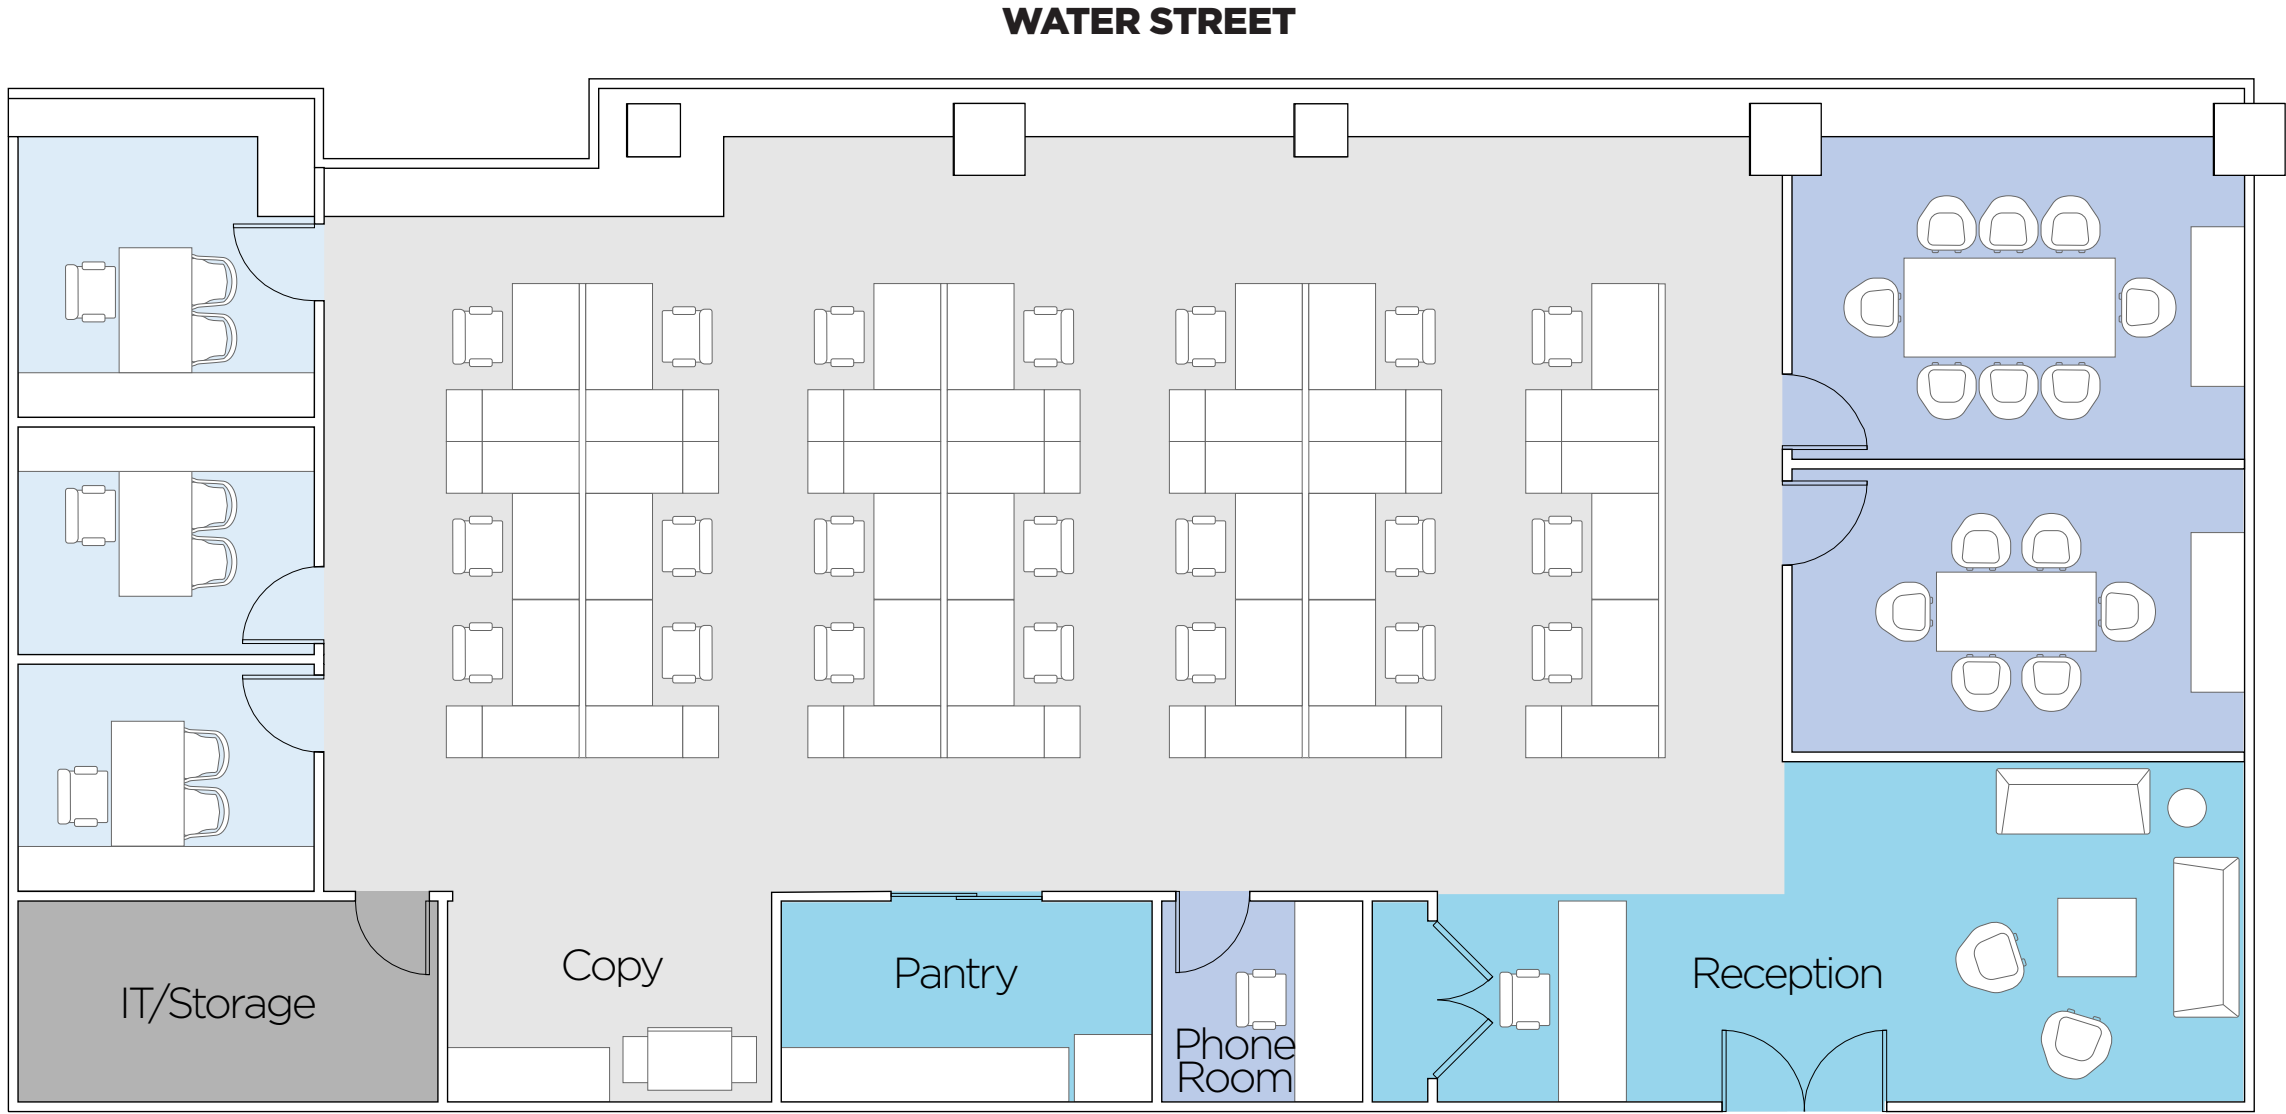 WATER STREET
Copy
Pantry
Reception
IT/Storage
Phone
Room